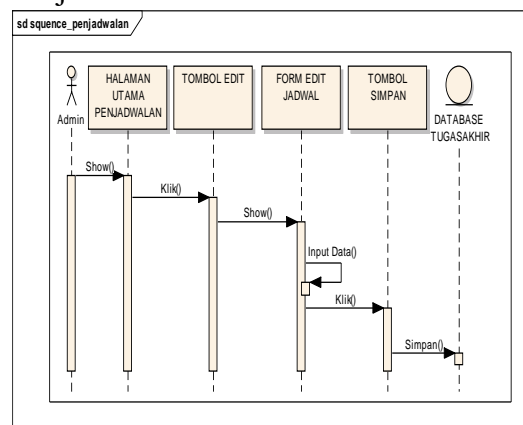 sd squence_penjadwalan
Admin
HALAMAN
UTAMA
PENJADWALAN
TOMBOL EDIT
FORM EDIT
JADWAL
TOMBOL
SIMPAN
DATABASE
TUGASAKHIR
Show()
Klik()
Show()
Input Data()
Klik()
Simpan()